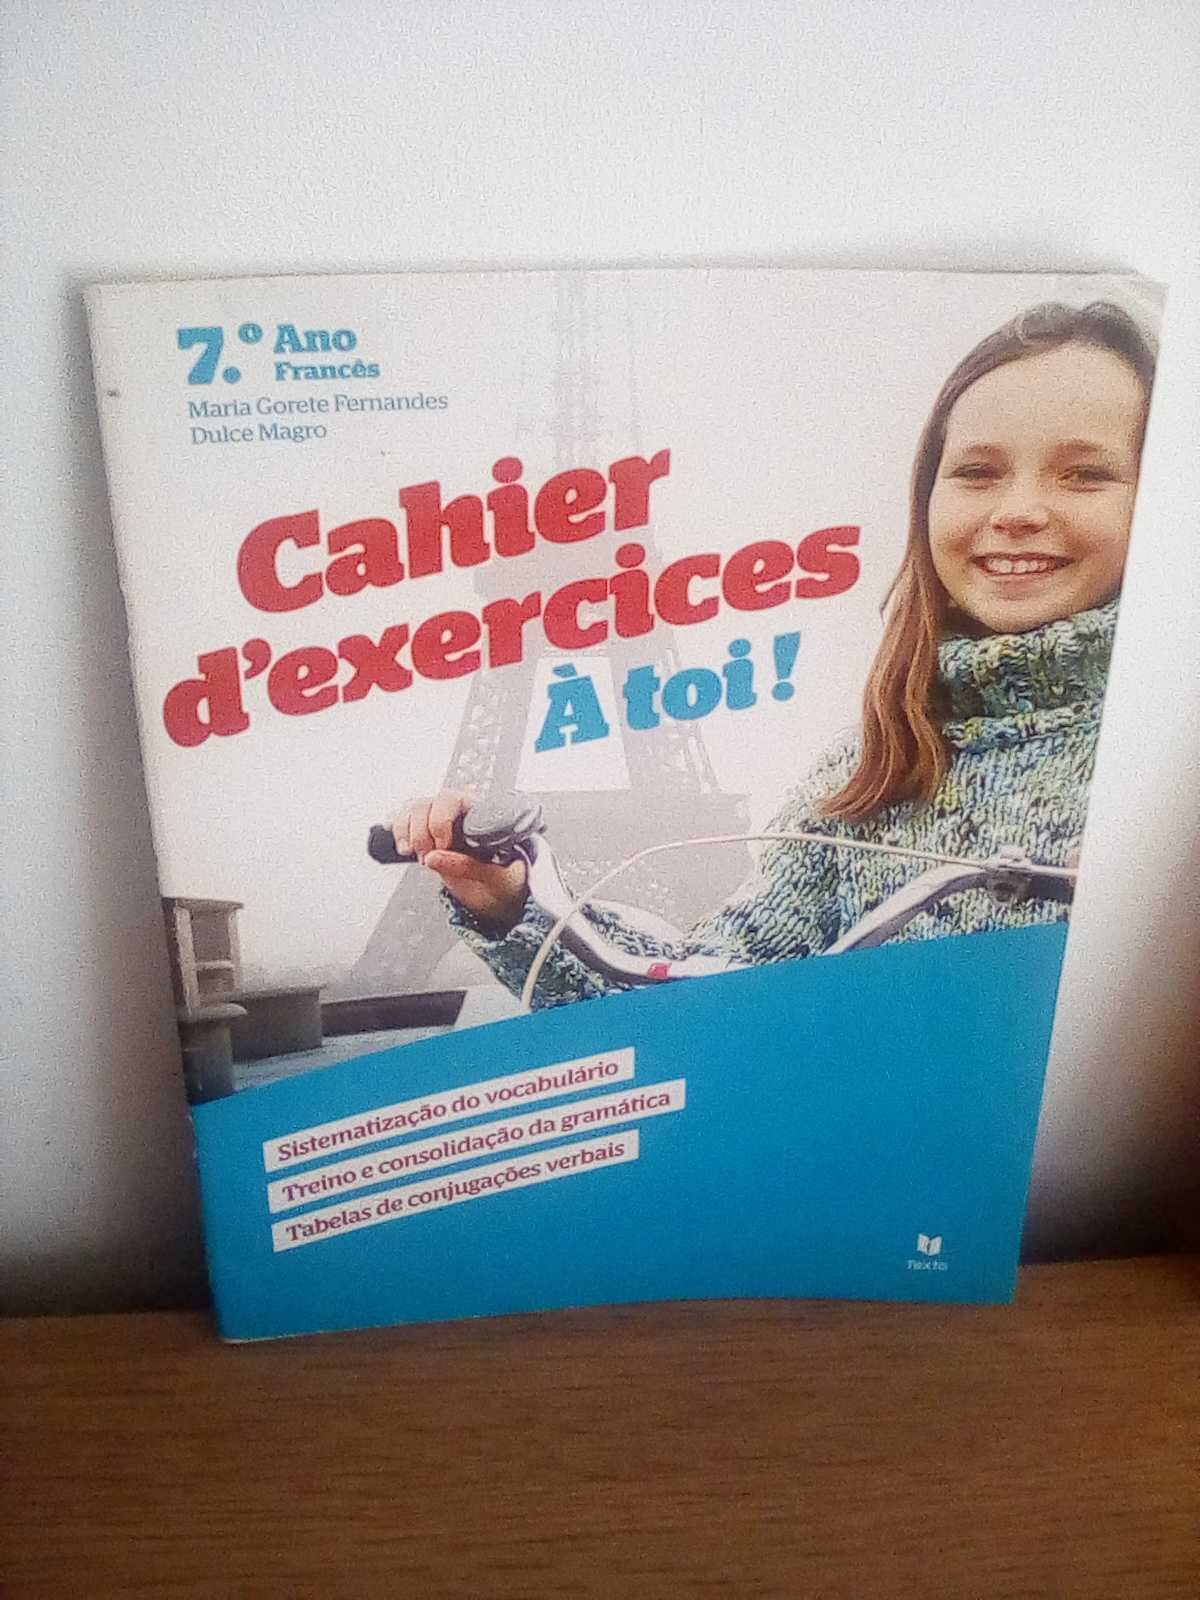 7.º Ano
Francês
Maria Gorete Fernandes
Dulce Magro
Cahier
d'exercices
À toi !
Sistematização do vocabulário
Treino e consolidação da gramática
Tabelas de conjugações verbais
Texto